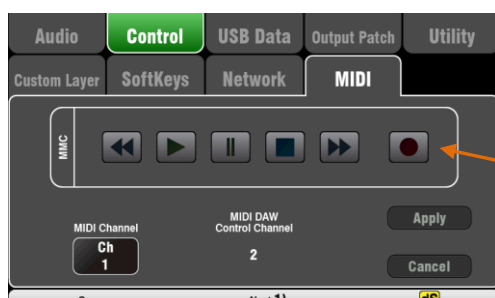 Audio Control USB Data Output Patch Utility
Custom Layer SoftKeys Network MIDI
MMC
MIDI Channel
Ch
1
MIDI DAW
Control Channel
2
Apply
Cancel